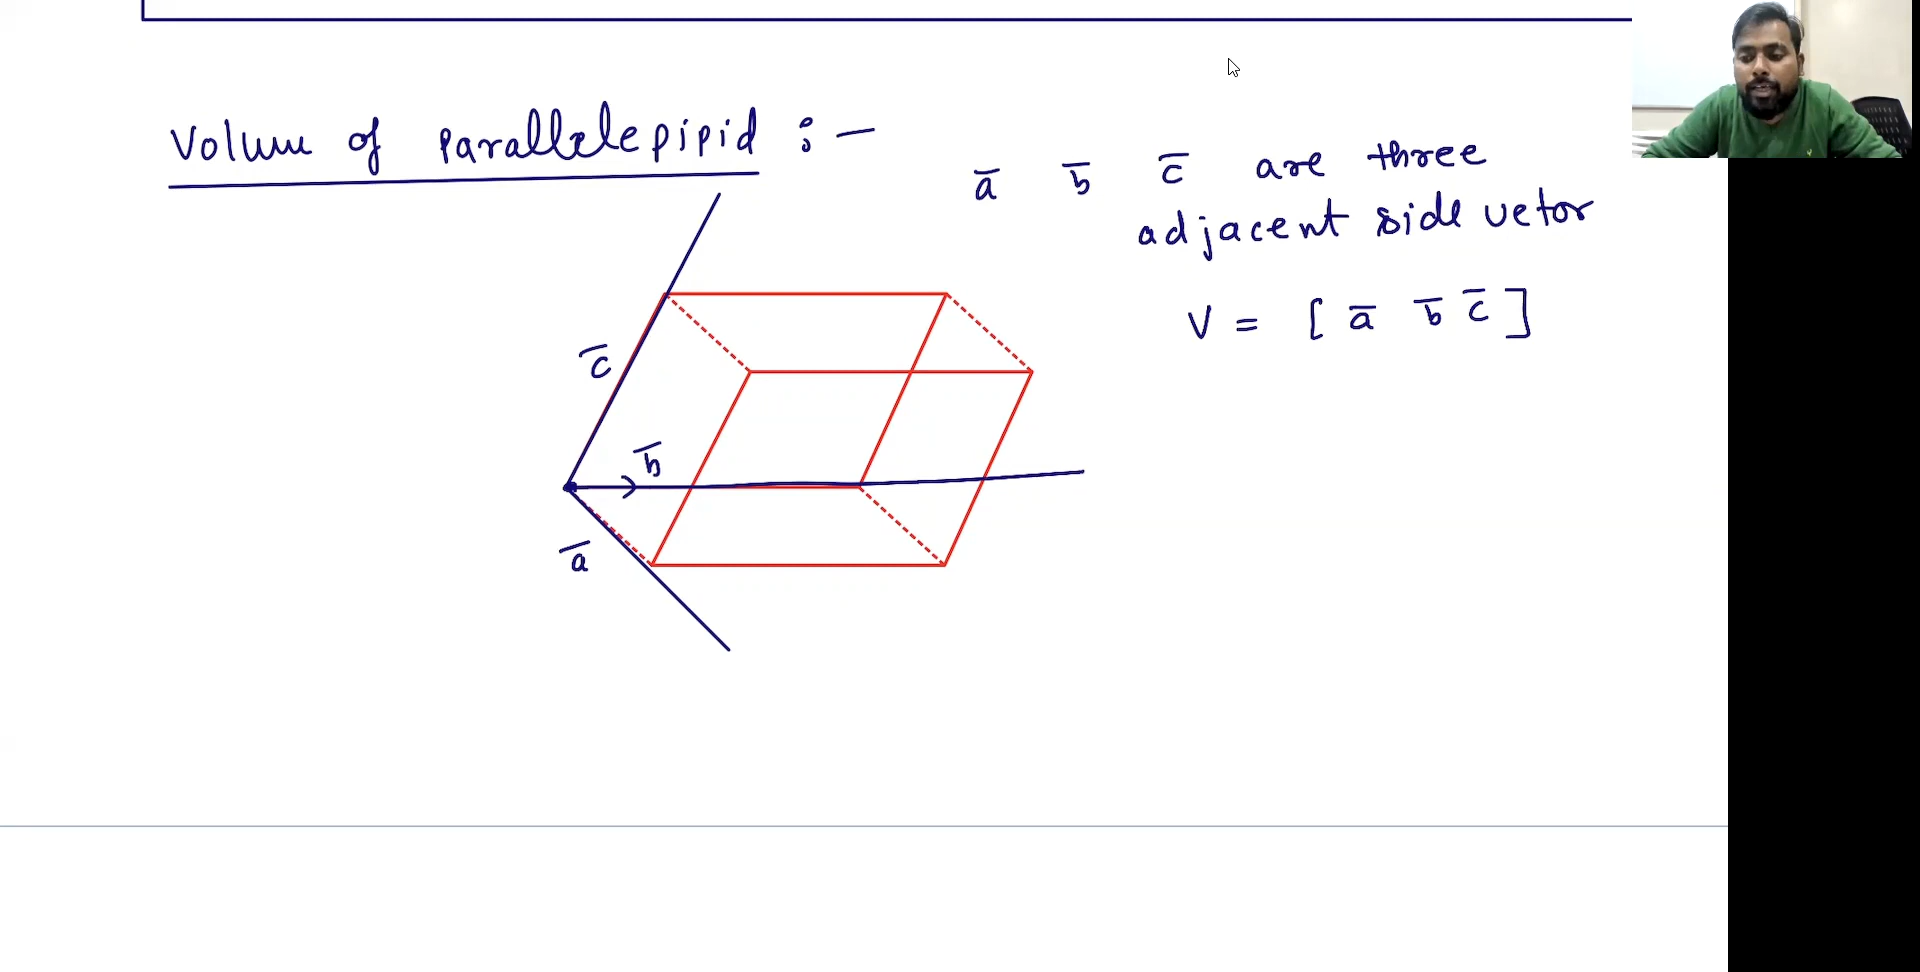 Volume of parallelepipid :-
a̅ b̅ c̅ are three
adjacent side vetor
V = [ a̅ b̅ c̅ ]
c̅
b̅
a̅